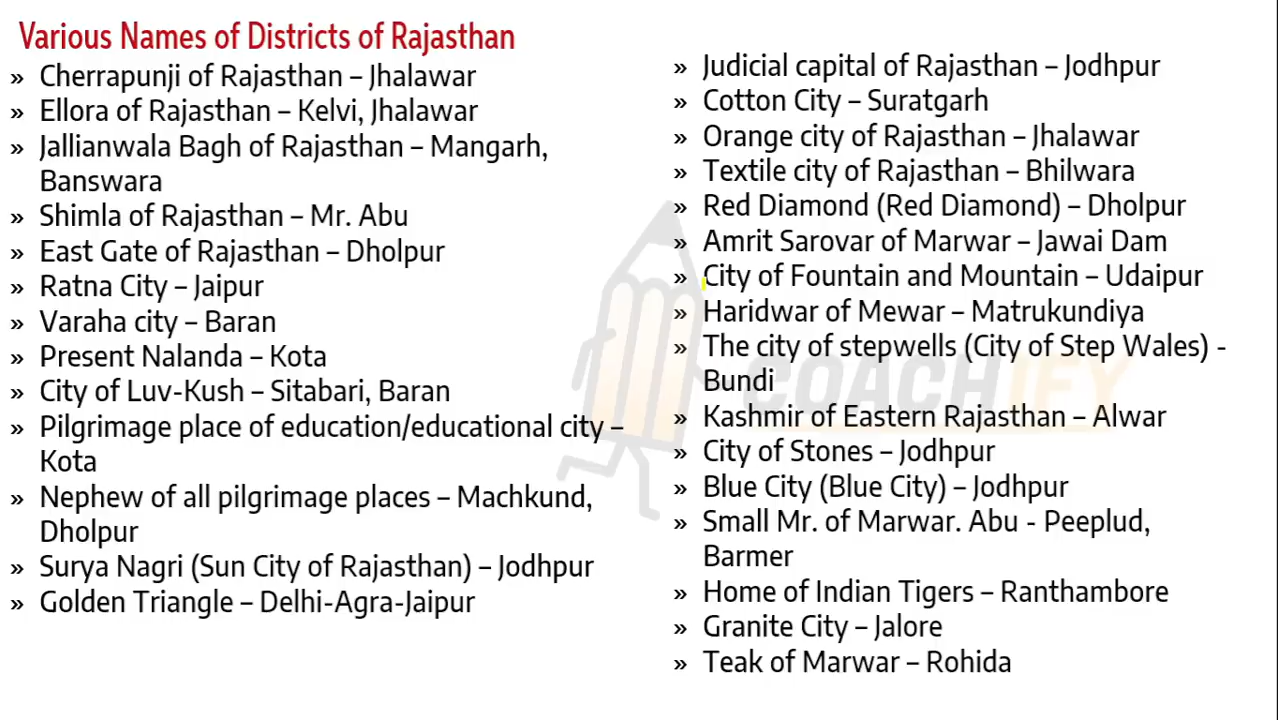 Various Names of Districts of Rajasthan
» Cherrapunji of Rajasthan – Jhalawar
» Ellora of Rajasthan – Kelvi, Jhalawar
» Jallianwala Bagh of Rajasthan – Mangarh,
Banswara
» Shimla of Rajasthan – Mr. Abu
» East Gate of Rajasthan – Dholpur
» Ratna City – Jaipur
» Varaha city – Baran
» Present Nalanda – Kota
» City of Luv-Kush – Sitabari, Baran
» Pilgrimage place of education/educational city –
Kota
» Nephew of all pilgrimage places – Machkund,
Dholpur
» Surya Nagri (Sun City of Rajasthan) – Jodhpur
» Golden Triangle – Delhi-Agra-Jaipur
» Judicial capital of Rajasthan – Jodhpur
» Cotton City – Suratgarh
» Orange city of Rajasthan – Jhalawar
» Textile city of Rajasthan – Bhilwara
» Red Diamond (Red Diamond) – Dholpur
» Amrit Sarovar of Marwar – Jawai Dam
» City of Fountain and Mountain – Udaipur
» Haridwar of Mewar – Matrukundiya
» The city of stepwells (City of Step Wales) -
Bundi
» Kashmir of Eastern Rajasthan – Alwar
» City of Stones – Jodhpur
» Blue City (Blue City) – Jodhpur
» Small Mr. of Marwar. Abu - Peeplud,
Barmer
» Home of Indian Tigers – Ranthambore
» Granite City – Jalore
» Teak of Marwar – Rohida
COACHIFY